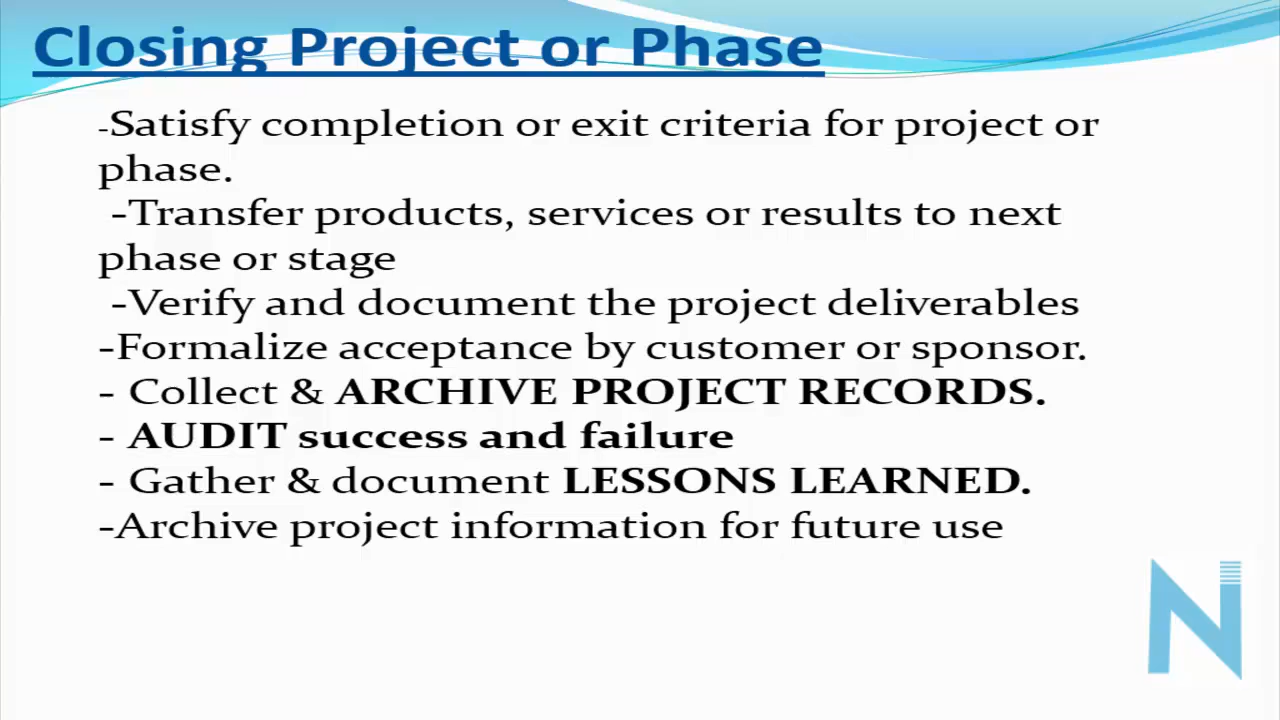 Closing Project or Phase
-Satisfy completion or exit criteria for project or
phase.
-Transfer products, services or results to next
phase or stage
-Verify and document the project deliverables
-Formalize acceptance by customer or sponsor.
- Collect & ARCHIVE PROJECT RECORDS.
- AUDIT success and failure
- Gather & document LESSONS LEARNED.
-Archive project information for future use
N